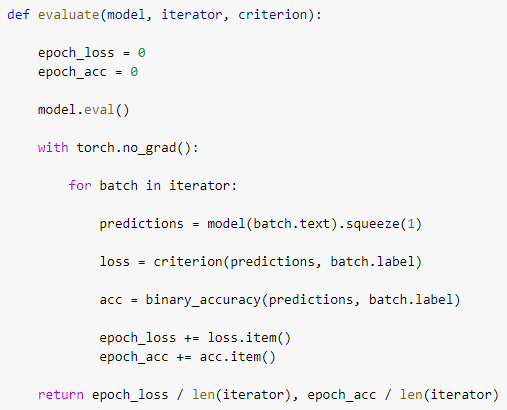 def evaluate(model, iterator, criterion):
epoch_loss = 0
epoch_acc = 0
model.eval()
with torch.no_grad():
for batch in iterator:
predictions = model(batch.text).squeeze(1)
loss = criterion(predictions, batch.label)
acc = binary_accuracy(predictions, batch.label)
epoch_loss += loss.item()
epoch_acc += acc.item()
return epoch_loss / len(iterator), epoch_acc / len(iterator)